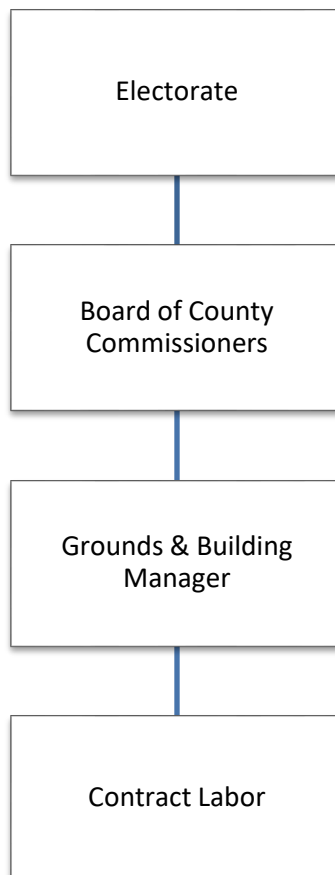 Electorate
Board of County
Commissioners
Grounds & Building
Manager
Contract Labor